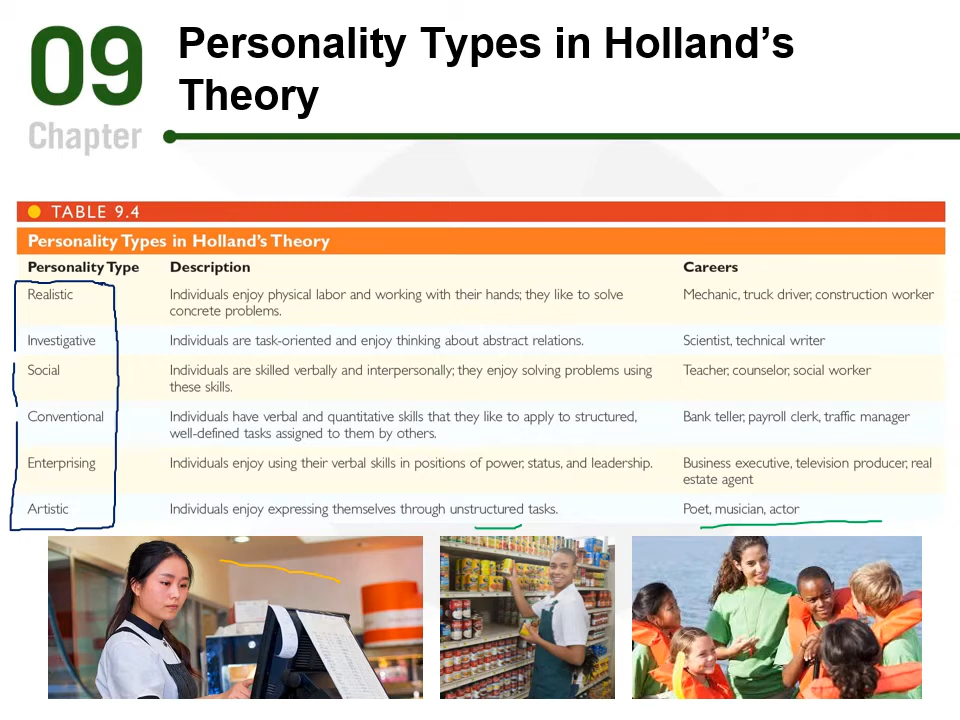 09
Chapter
Personality Types in Holland's
Theory
TABLE 9.4
Personality Types in Holland's Theory
Personality Type Description Careers
Realistic Individuals enjoy physical labor and working with their hands; they like to solve Mechanic, truck driver, construction worker
concrete problems.
Investigative Individuals are task-oriented and enjoy thinking about abstract relations. Scientist, technical writer
Social Individuals are skilled verbally and interpersonally; they enjoy solving problems using Teacher, counselor, social worker
these skills.
Conventional Individuals have verbal and quantitative skills that they like to apply to structured, Bank teller, payroll clerk, traffic manager
well-defined tasks assigned to them by others.
Enterprising Individuals enjoy using their verbal skills in positions of power, status, and leadership. Business executive, television producer, real
estate agent
Artistic Individuals enjoy expressing themselves through unstructured tasks. Poet, musician, actor